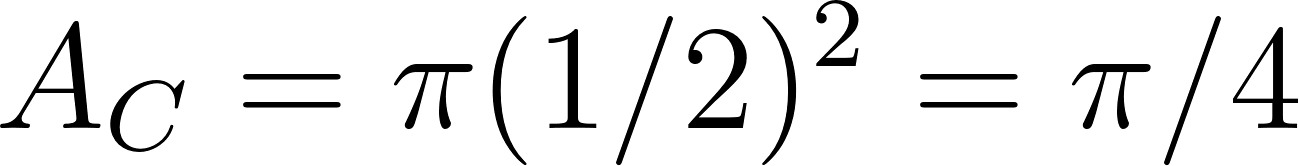 A_C = π(1/2)² = π/4